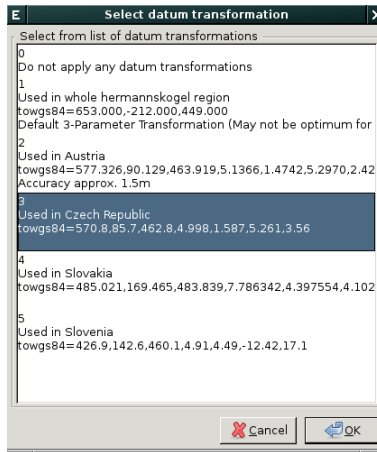 Select datum transformation
Select from list of datum transformations
0
Do not apply any datum transformations
1
Used in whole hermannskogel region
towgs84=653.000,-212.000,449.000
Default 3-Parameter Transformation (May not be optimum for
2
Used in Austria
towgs84=577.326,90.129,463.919,5.1366,1.4742,5.2970,2.42
Accuracy approx. 1.5m
3
Used in Czech Republic
towgs84=570.8,85.7,462.8,4.998,1.587,5.261,3.56
4
Used in Slovakia
towgs84=485.021,169.465,483.839,7.786342,4.397554,4.102
5
Used in Slovenia
towgs84=426.9,142.6,460.1,4.91,4.49,-12.42,17.1
Cancel
OK